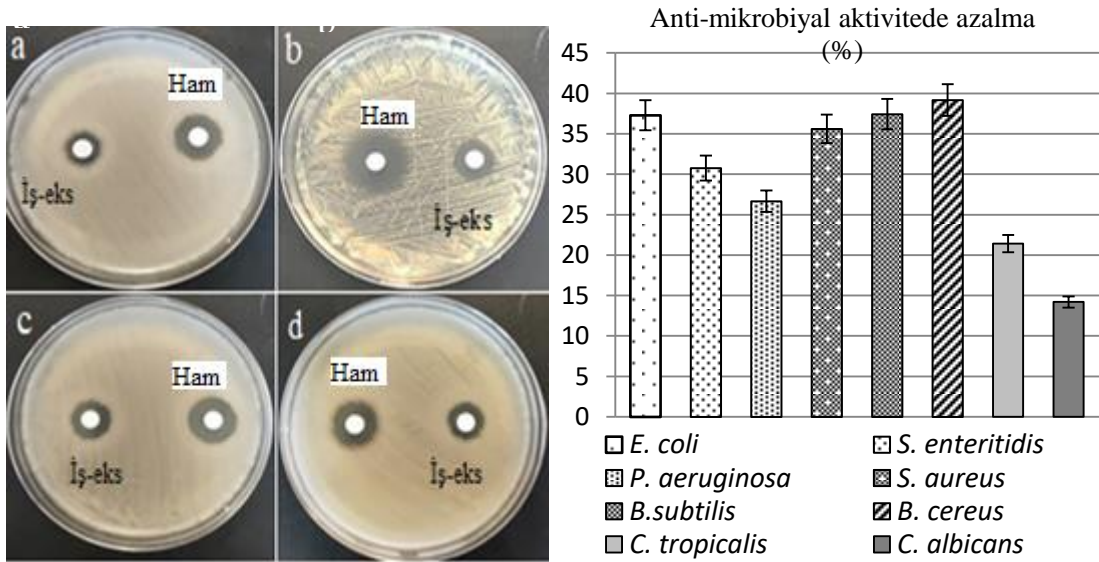 a
Ham
İş-eks
b
Ham
İş-eks
c
Ham
İş-eks
d
Ham
İş-eks
Anti-mikrobiyal aktivitede azalma
(%)
45
40
35
30
25
20
15
10
5
0
E. coli
S. enteritidis
P. aeruginosa
S. aureus
B.subtilis
B. cereus
C. tropicalis
C. albicans